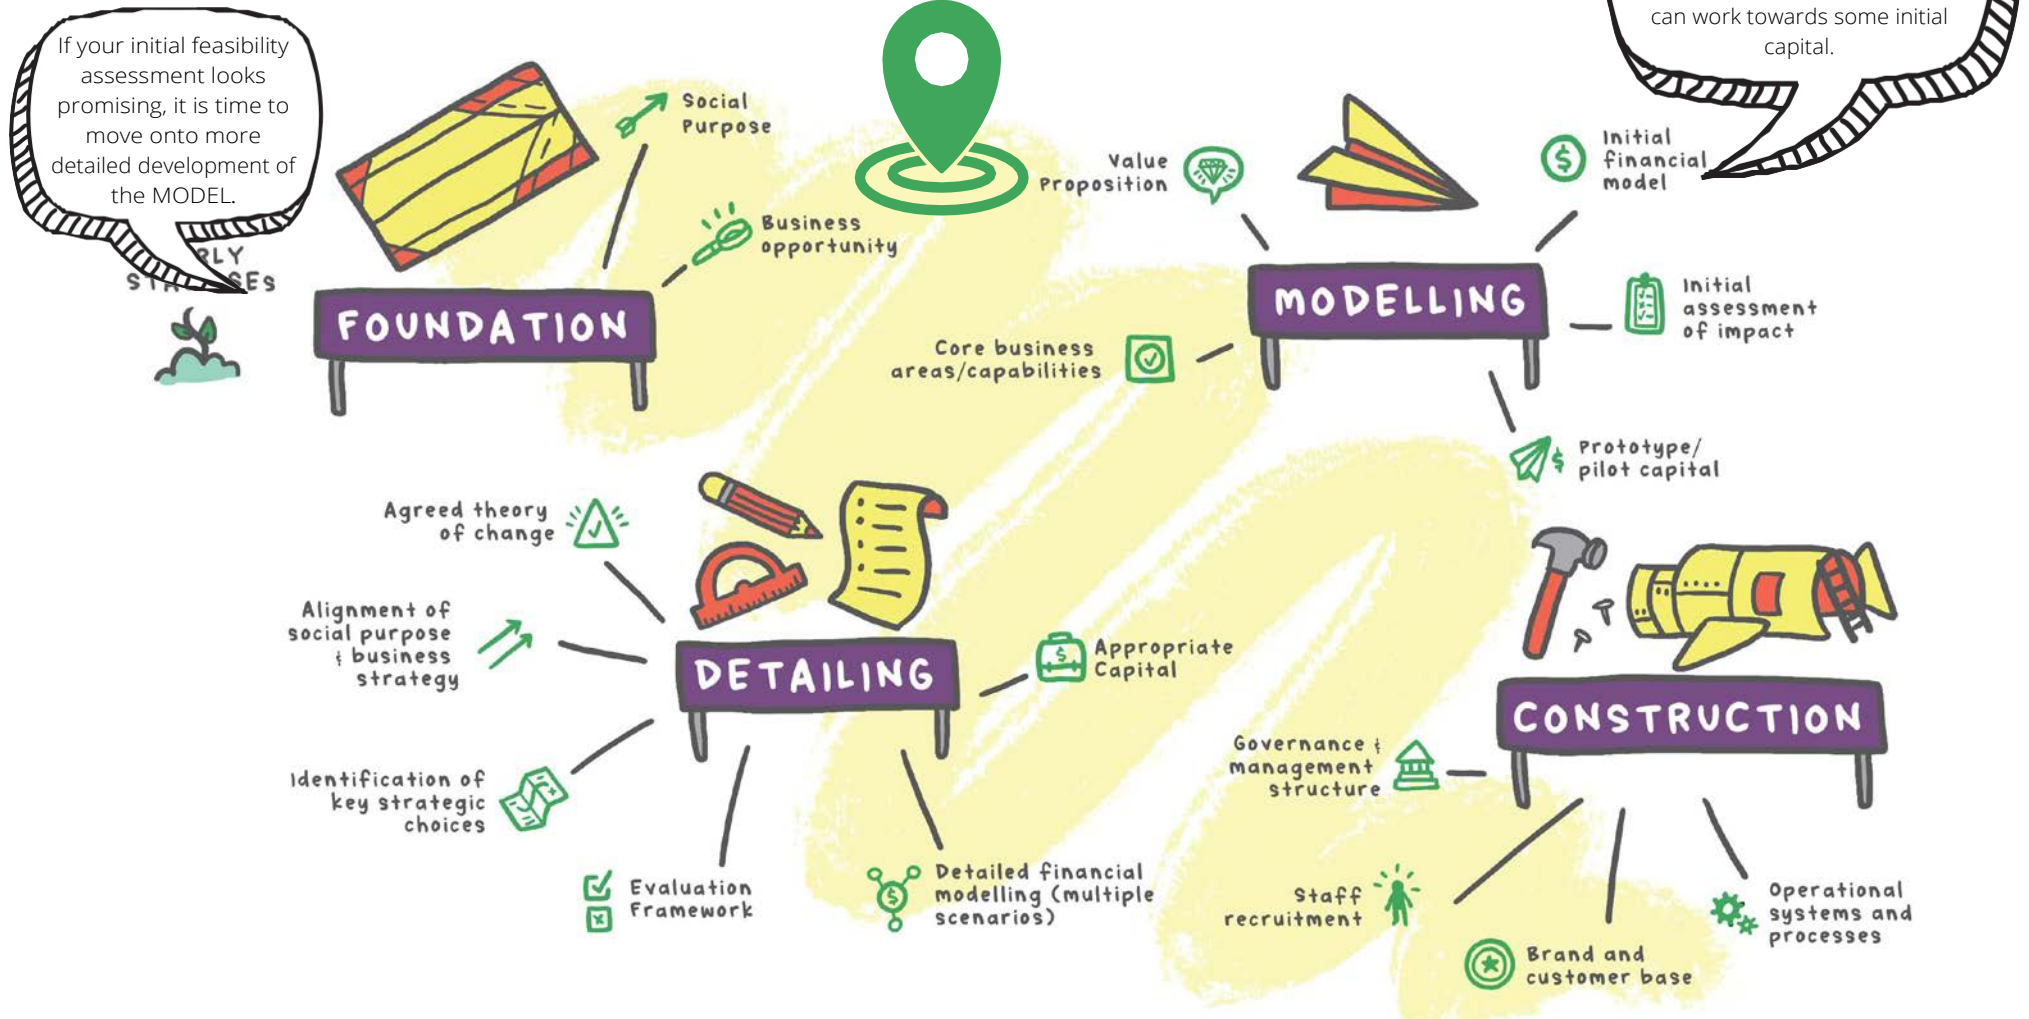 If your initial feasibility
assessment looks
promising, it is time to
move onto more
detailed development of
the MODEL.
can work towards some initial
capital.
Social
Purpose
Business
opportunity
FOUNDATION
Value
Proposition
Initial
financial
model
MODELLING
Initial
assessment
of impact
Core business
areas/capabilities
Prototype/
pilot capital
Agreed theory
of change
Alignment of
social purpose
& business
strategy
DETAILING
Appropriate
Capital
Identification of
key strategic
choices
Evaluation
Framework
Detailed financial
modelling (multiple
scenarios)
CONSTRUCTION
Governance &
management
structure
Staff
recruitment
Brand and
customer base
Operational
systems and
processes